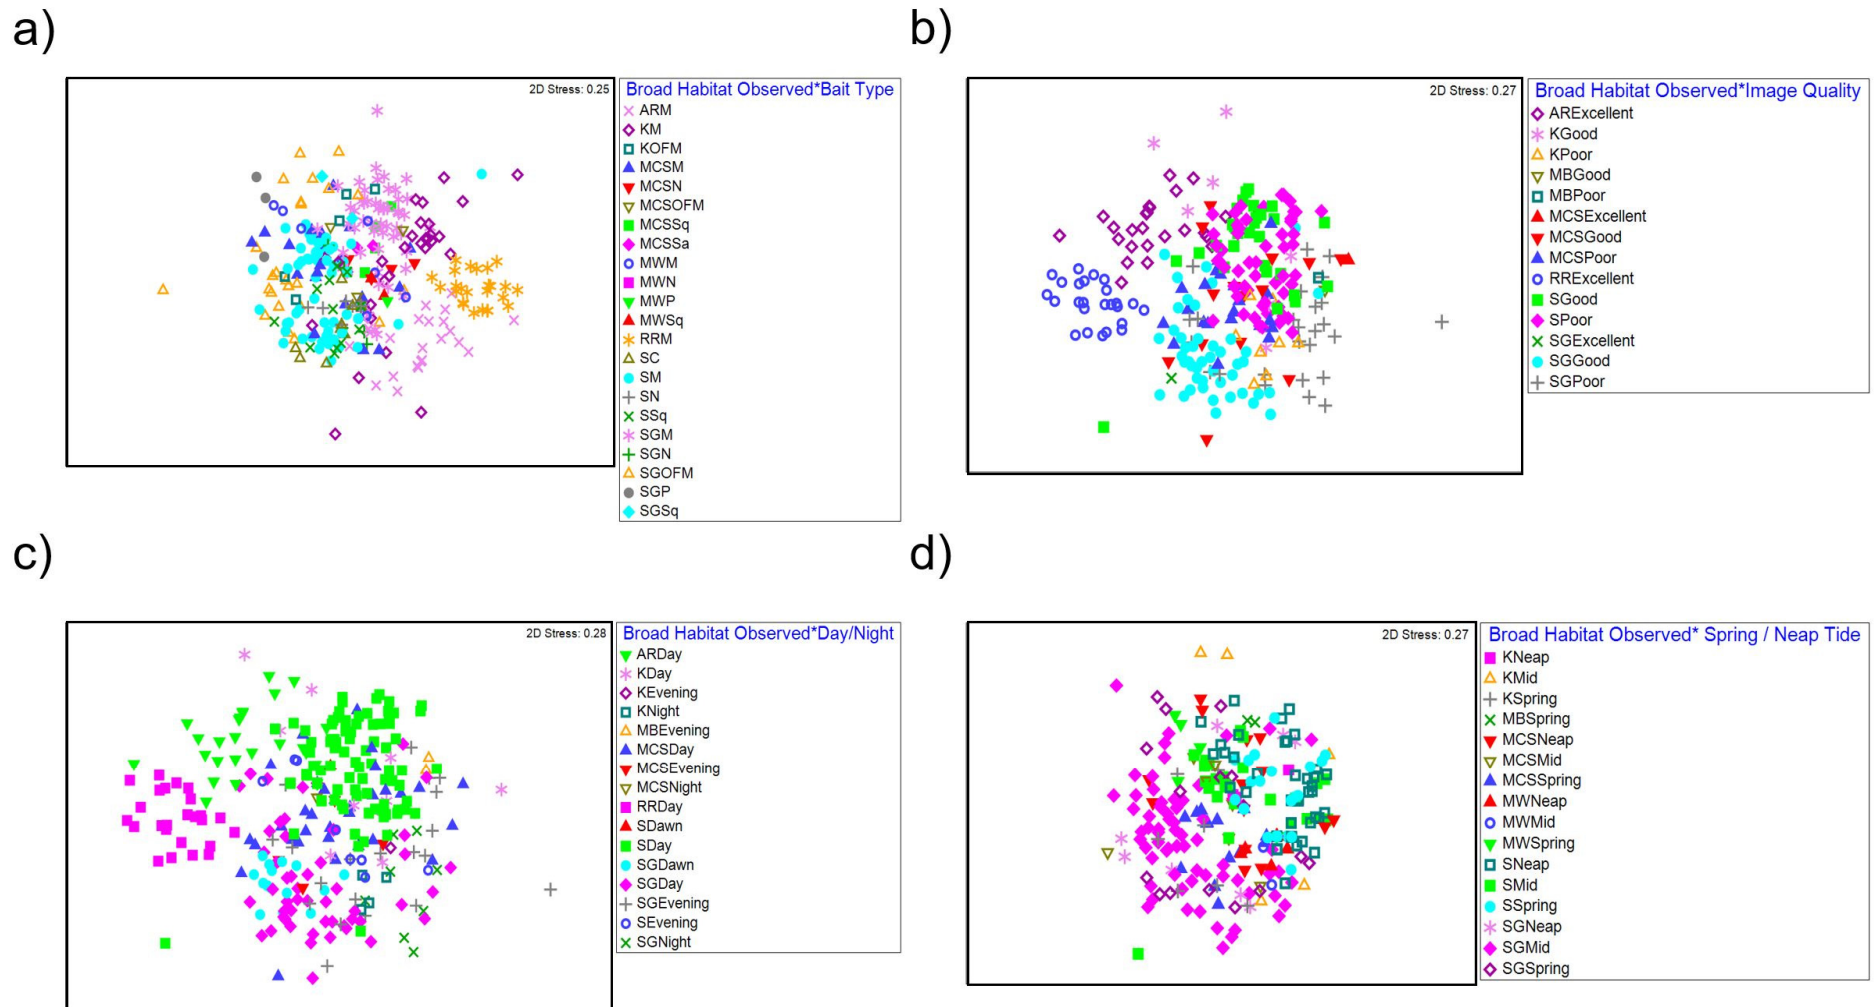 a)
2D Stress: 0.25
Broad Habitat Observed*Bait Type
ARM
KM
KOFM
MCSM
MCSN
MCSOFM
MCSSq
MCSSa
MWM
MWN
MWP
MWSq
RRM
SC
SM
SN
SSq
SGM
SGN
SGOFM
SGP
SGSq
b)
2D Stress: 0.27
Broad Habitat Observed*Image Quality
ARExcellent
KGood
KPoor
MBGood
MBPoor
MCSExcellent
MCSGood
MCSPoor
RRExcellent
SGood
SPoor
SGExcellent
SGGood
SGPoor
c)
2D Stress: 0.28
Broad Habitat Observed*Day/Night
ARDay
KDay
KEvening
KNight
MBEvening
MCSDay
MCSEvening
MCSNight
RRDay
SDawn
SDay
SGDawn
SGDay
SGEvening
SEvening
SGNight
d)
2D Stress: 0.27
Broad Habitat Observed* Spring / Neap Tide
KNeap
KMid
KSpring
MBSpring
MCSNeap
MCSMid
MCSSpring
MWNeap
MWMid
MWSpring
SNeap
SMid
SSpring
SGNeap
SGMid
SGSpring